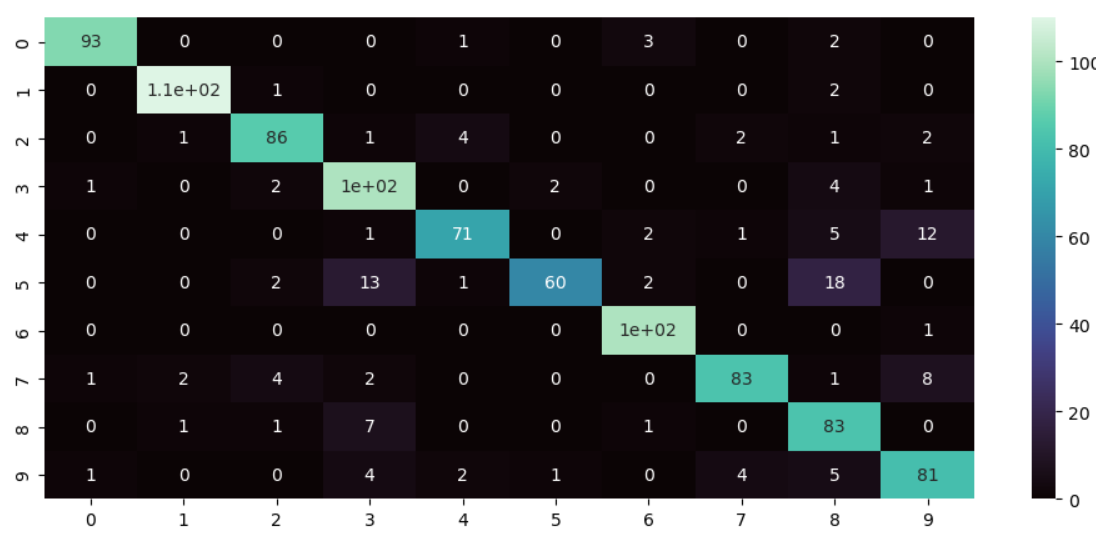 0 93 0 0 0 1 0 3 0 2 0
1 0 1.1e+02 1 0 0 0 0 0 2 0
2 0 1 86 1 4 0 0 2 1 2
3 1 0 2 1e+02 0 2 0 0 4 1
4 0 0 0 1 71 0 2 1 5 12
5 0 0 2 13 1 60 2 0 18 0
6 0 0 0 0 0 0 1e+02 0 0 1
7 1 2 4 2 0 0 0 83 1 8
8 0 1 1 7 0 0 1 0 83 0
9 1 0 0 4 2 1 0 4 5 81
0 1 2 3 4 5 6 7 8 9
100
80
60
40
20
0